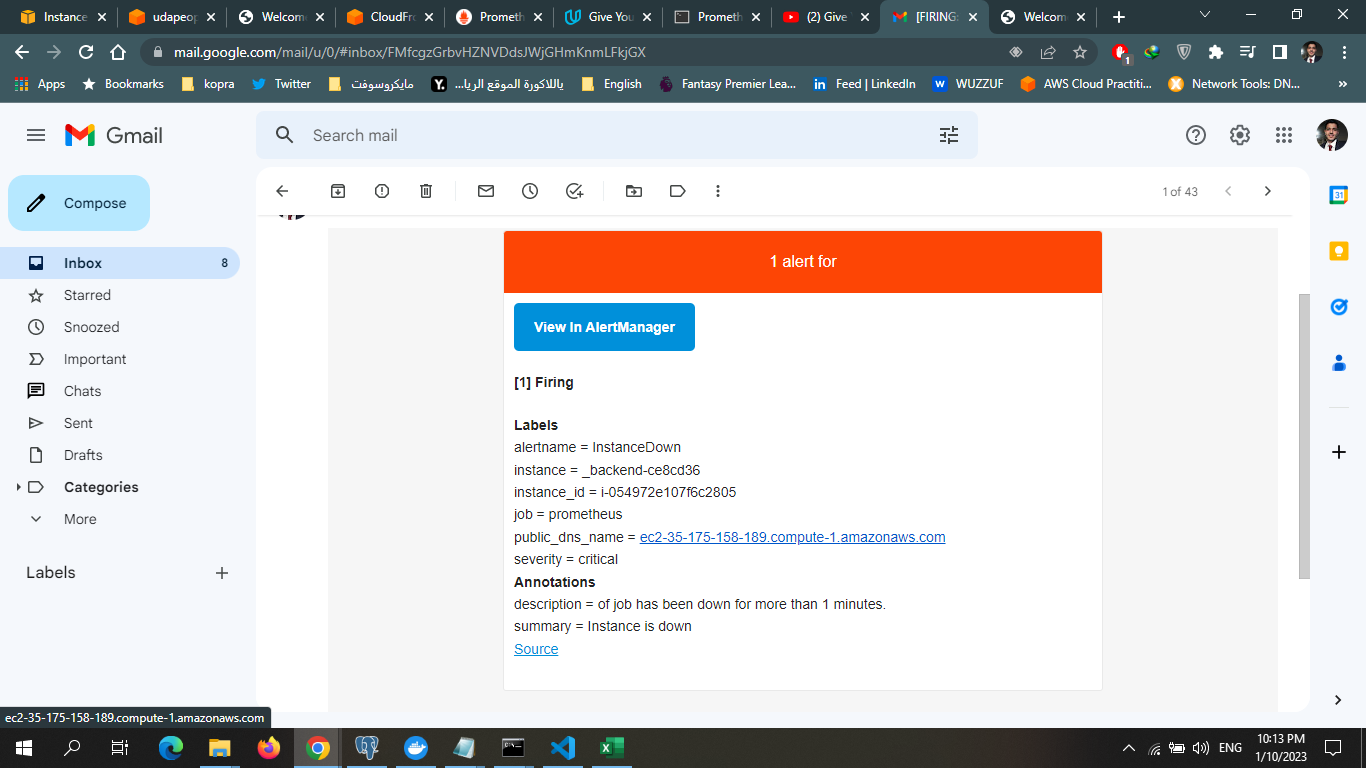 Instance
udapeo
Welcome
CloudFro
Prometh
Give You
Prometh
(2) Give
[FIRING:
Welcom
mail.google.com/mail/u/0/#inbox/FMfcgzGrbvHZNVDdsJWjGHmKnmLFkjGX
1
Apps
Bookmarks
kopra
Twitter
مايكروسوفت
ياللاكورة الموقع الريا...
English
Fantasy Premier Lea...
Feed | LinkedIn
WUZZUF
AWS Cloud Practiti...
Network Tools: DN...
»
Gmail
Search mail
Compose
1 of 43
31
Inbox 8
Starred
Snoozed
Important
Chats
Sent
Drafts
Categories
More
Labels
1 alert for
View In AlertManager
[1] Firing
Labels
alertname = InstanceDown
instance = _backend-ce8cd36
instance_id = i-054972e107f6c2805
job = prometheus
public_dns_name = ec2-35-175-158-189.compute-1.amazonaws.com
severity = critical
Annotations
description = of job has been down for more than 1 minutes.
summary = Instance is down
Source
ec2-35-175-158-189.compute-1.amazonaws.com
ENG
10:13 PM
1/10/2023